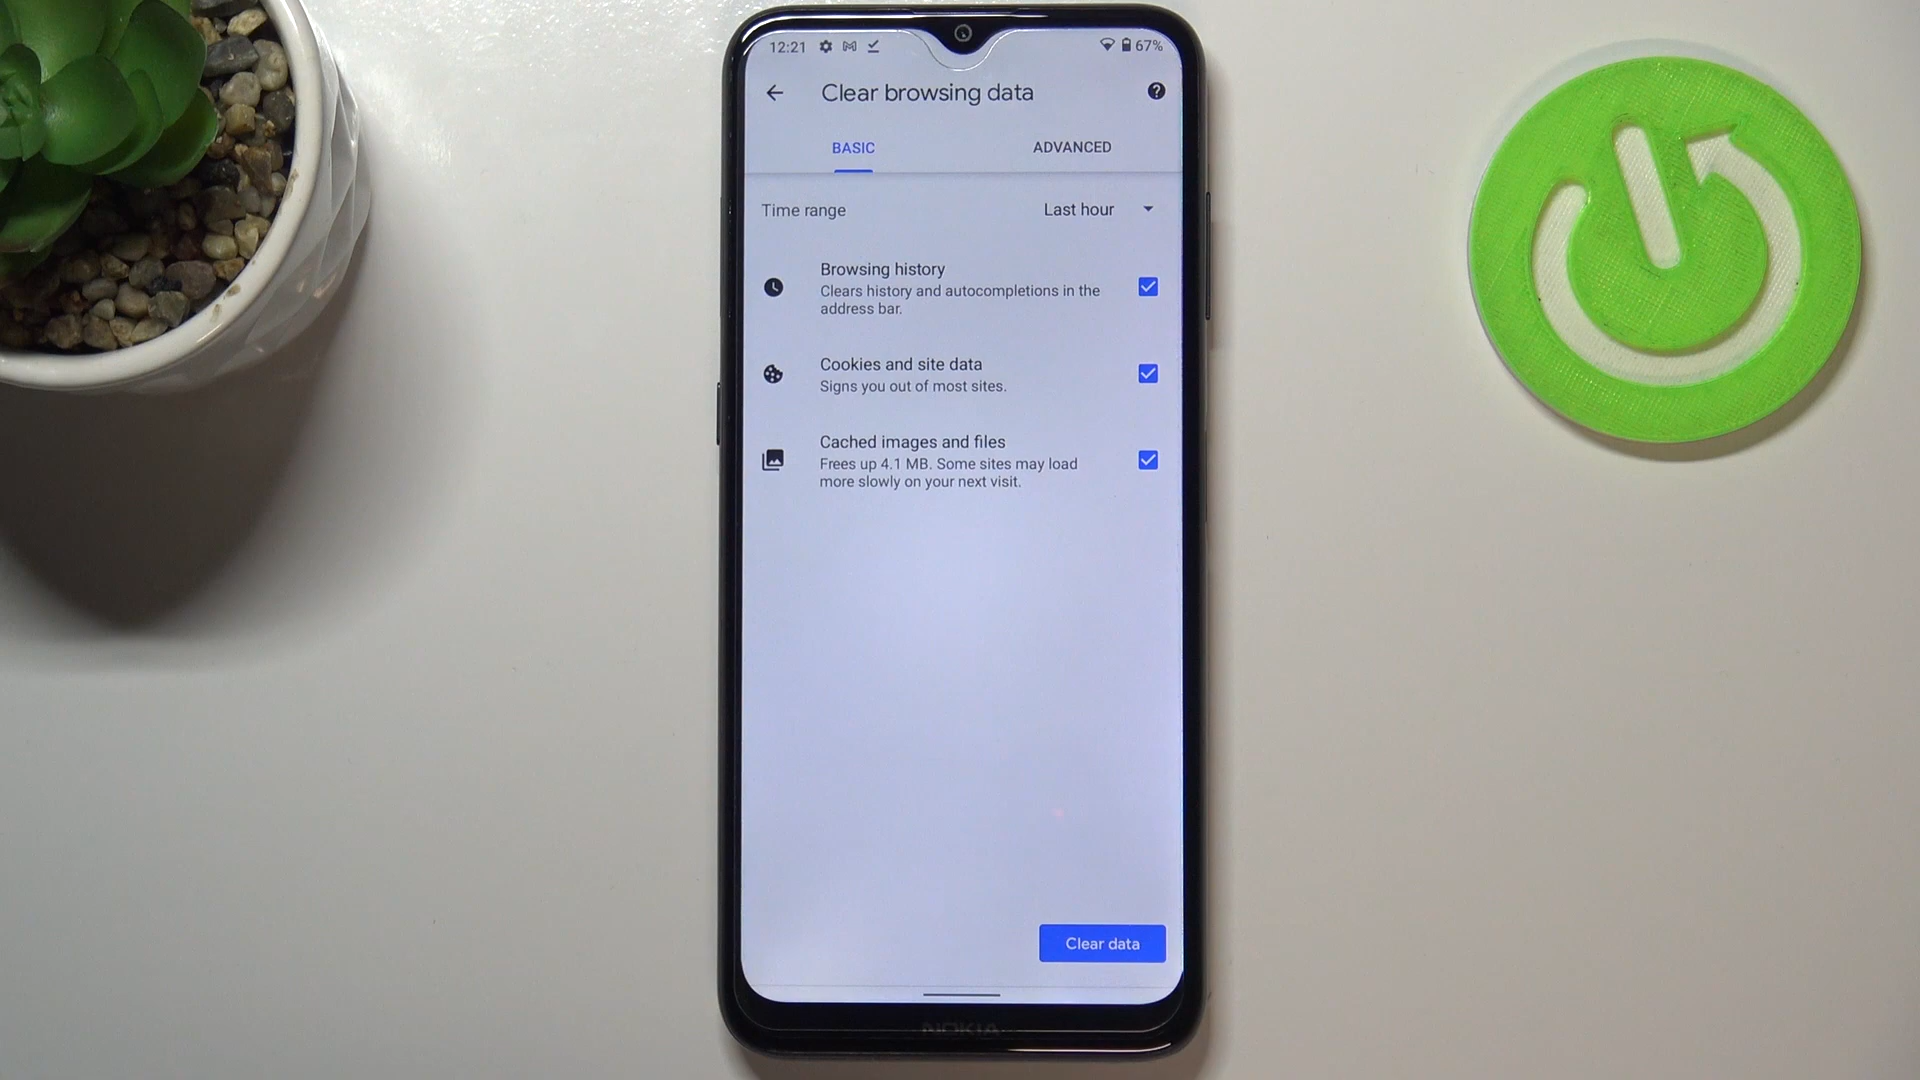 12:21 67%
Clear browsing data
BASIC ADVANCED
Time range Last hour
Browsing history
Clears history and autocompletions in the
address bar.
Cookies and site data
Signs you out of most sites.
Cached images and files
Frees up 4.1 MB. Some sites may load
more slowly on your next visit.
Clear data
NOKIA